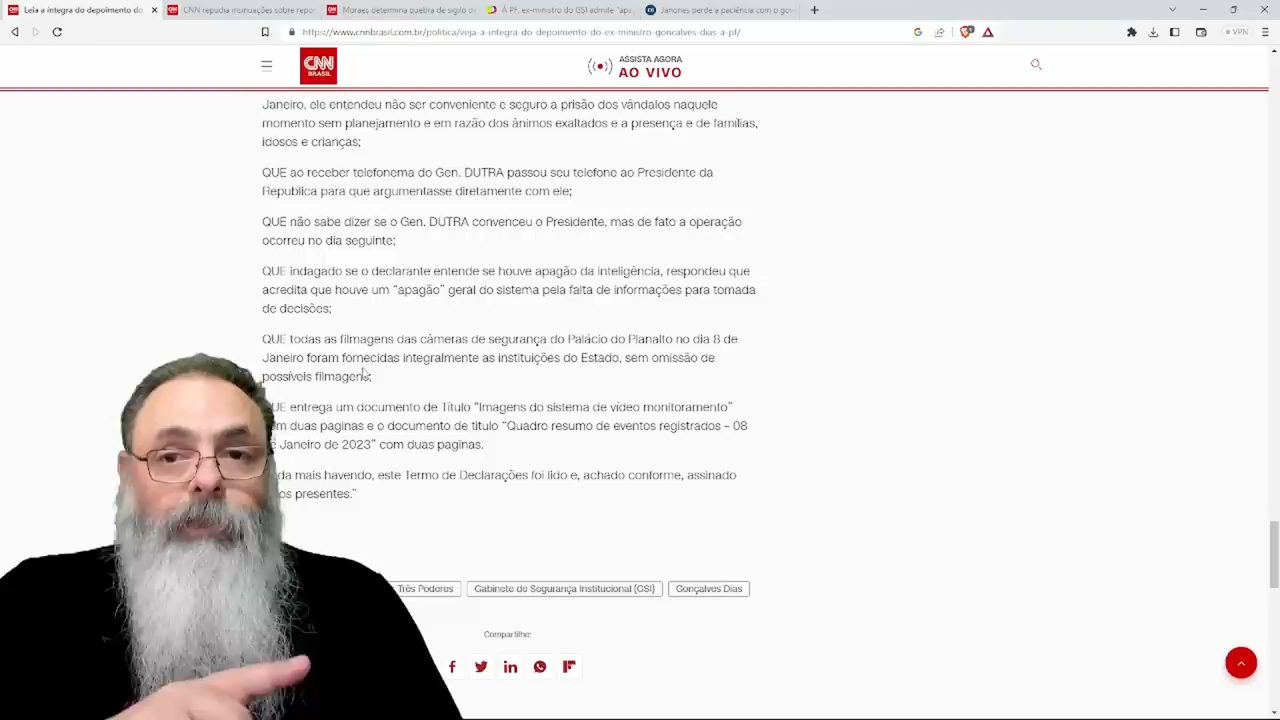 Leia a íntegra do depoimento do
CNN repudia insinuações sobre repor
Moraes determina quebra de sigilo de
À PF, ex-ministro do GSI admite "apa
Janones perde a paciência com o gov
https://www.cnnbrasil.com.br/politica/veja-a-integra-do-depoimento-do-ex-ministro-goncalves-dias-a-pf/
VPN
CNN
BRASIL
ASSISTA AGORA
AO VIVO
Janeiro, ele entendeu não ser conveniente e seguro a prisão dos vândalos naquele
momento sem planejamento e em razão dos ânimos exaltados e a presença e de famílias,
idosos e crianças;
QUE ao receber telefonema do Gen. DUTRA passou seu telefone ao Presidente da
Republica para que argumentasse diretamente com ele;
QUE não sabe dizer se o Gen. DUTRA convenceu o Presidente, mas de fato a operação
ocorreu no dia seguinte;
QUE indagado se o declarante entende se houve apagão da inteligência, respondeu que
acredita que houve um “apagão” geral do sistema pela falta de informações para tomada
de decisões;
QUE todas as filmagens das câmeras de segurança do Palácio do Planalto no dia 8 de
Janeiro foram fornecidas integralmente as instituições do Estado, sem omissão de
possíveis filmagens;
QUE entrega um documento de Título “Imagens do sistema de vídeo monitoramento”
com duas paginas e o documento de titulo “Quadro resumo de eventos registrados – 08
Janeiro de 2023” com duas paginas.
mais havendo, este Termo de Declarações foi lido e, achado conforme, assinado
presentes.”
Três Poderes
Gabinete de Segurança Institucional (GSI)
Gonçalves Dias
Compartilhe: